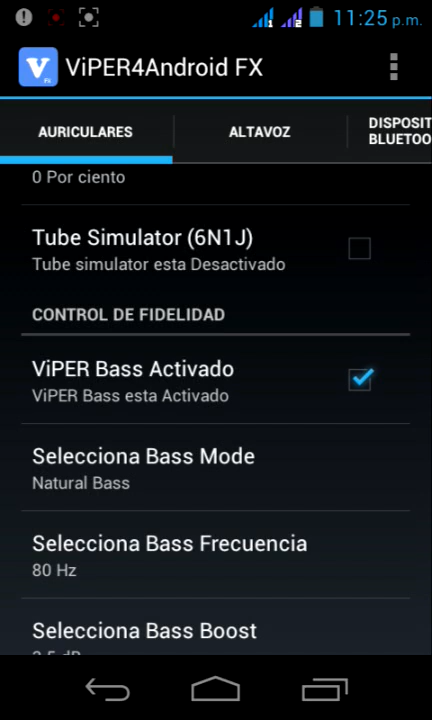 11:25 p.m.
ViPER4Android FX
AURICULARES
ALTAVOZ
DISPOSIT
BLUETOO
0 Por ciento
Tube Simulator (6N1J)
Tube simulator esta Desactivado
CONTROL DE FIDELIDAD
ViPER Bass Activado
ViPER Bass esta Activado
Selecciona Bass Mode
Natural Bass
Selecciona Bass Frecuencia
80 Hz
Selecciona Bass Boost